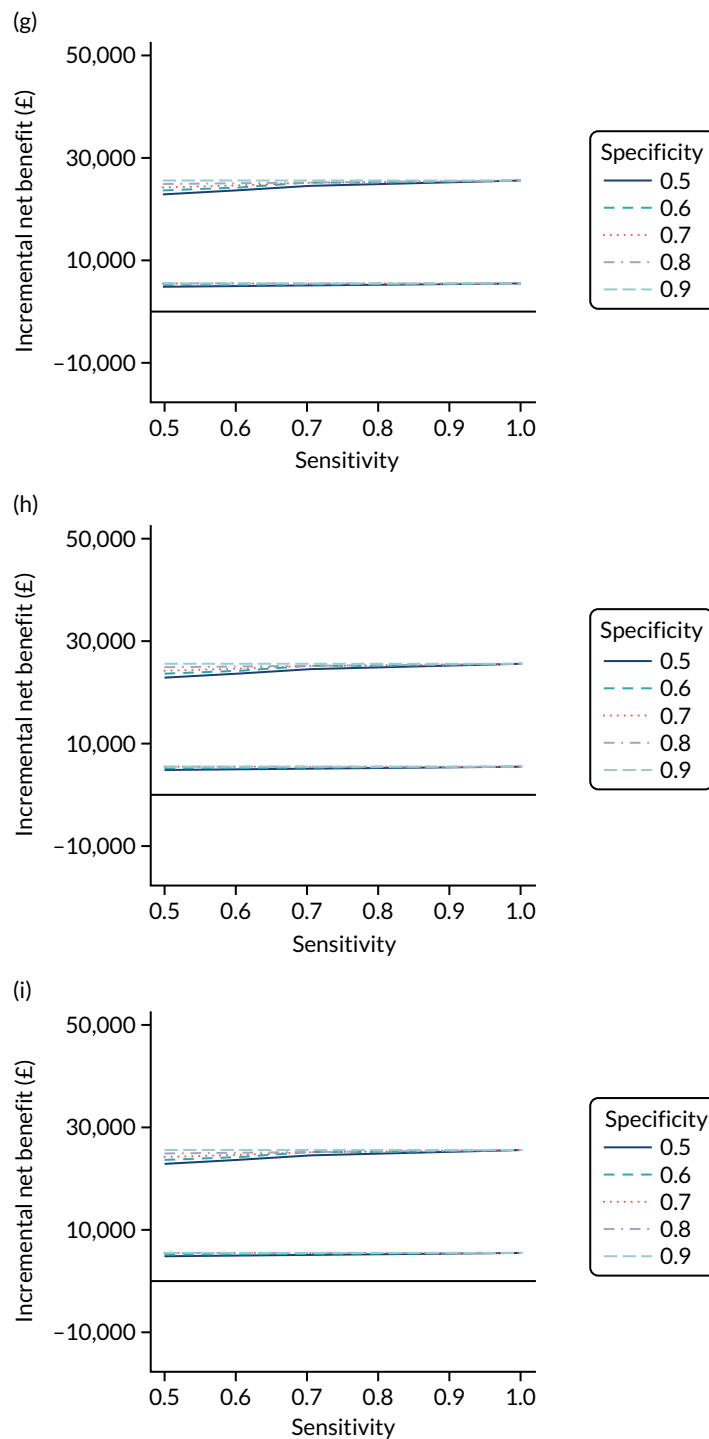 (g)
Incremental net benefit (£)
50,000
30,000
10,000
–10,000
0.5 0.6 0.7 0.8 0.9 1.0
Sensitivity
Specificity
0.5
0.6
0.7
0.8
0.9
(h)
Incremental net benefit (£)
50,000
30,000
10,000
–10,000
0.5 0.6 0.7 0.8 0.9 1.0
Sensitivity
Specificity
0.5
0.6
0.7
0.8
0.9
(i)
Incremental net benefit (£)
50,000
30,000
10,000
–10,000
0.5 0.6 0.7 0.8 0.9 1.0
Sensitivity
Specificity
0.5
0.6
0.7
0.8
0.9